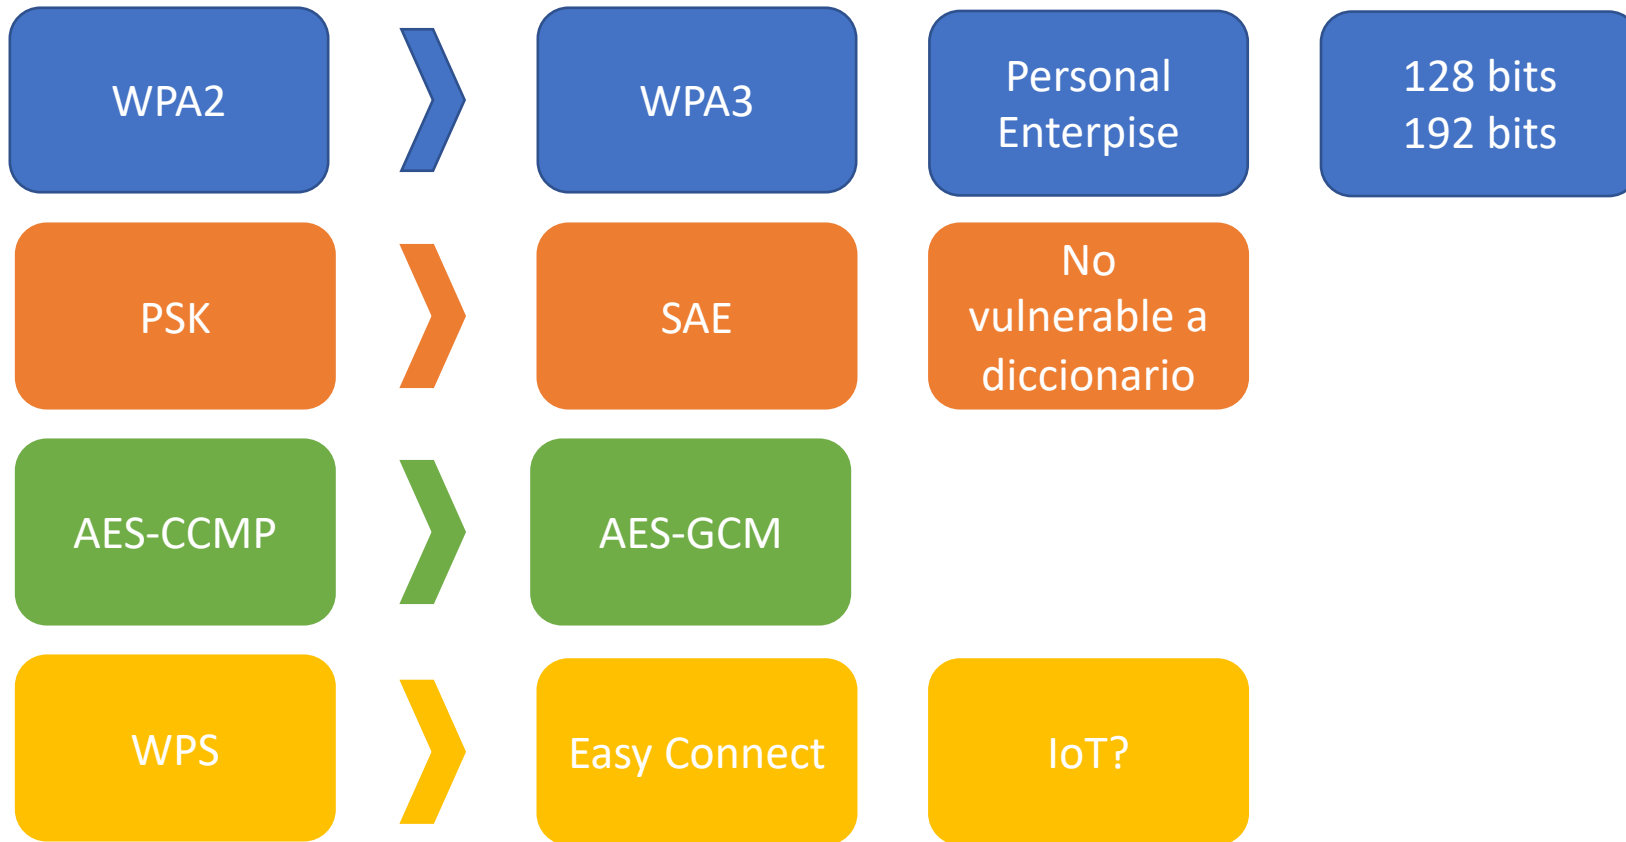 WPA2
WPA3
Personal
Enterpise
128 bits
192 bits
PSK
SAE
No
vulnerable a
diccionario
AES-CCMP
AES-GCM
WPS
Easy Connect
IoT?